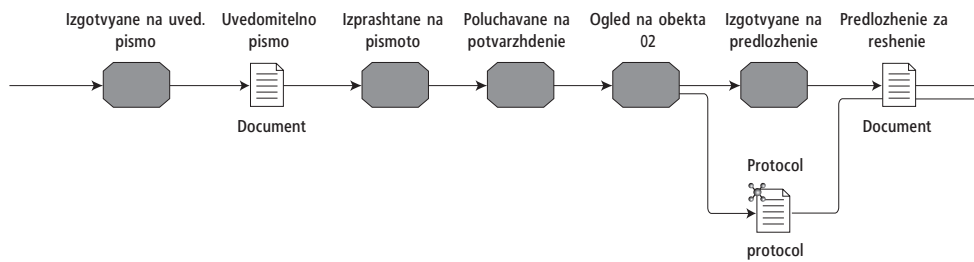 Izgotvyane na uved.
pismo
Uvedomitelno
pismo
Izprashtane na
pismoto
Poluchavane na
potvarzhdenie
Ogled na obekta
02
Izgotvyane na
predlozhenie
Predlozhenie za
reshenie
Document
Document
Protocol
protocol